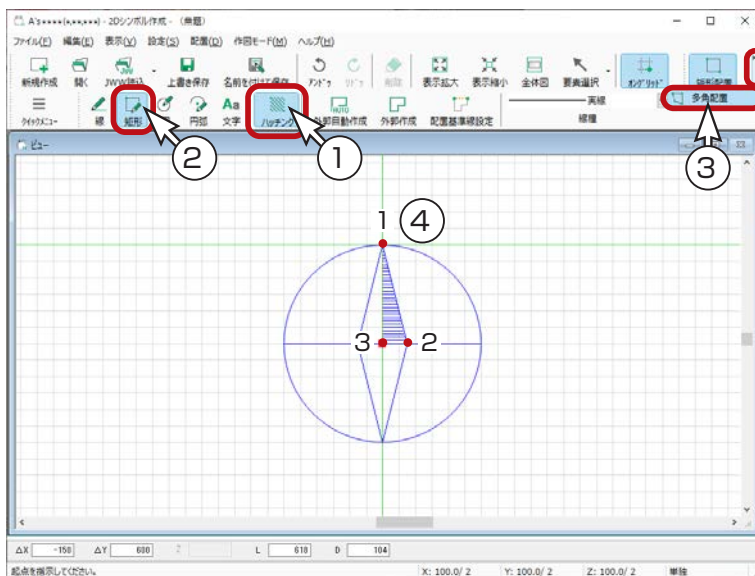 A's★★★★(★,★★,★★★) - 2Dシンボル作成 - (無題)
ファイル(F) 編集(E) 表示(V) 設定(S) 配置(D) 作図モード(M) ヘルプ(H)
新規作成 開く JWW読込 上書き保存 名前を付けて保存 アンドゥ リドゥ 削除 表示拡大 表示縮小 全体図 要素選択 オングリッド 矩形配置
クイックメニュー 線 矩形 円弧 文字 ハッチング 外郭自動作成 外郭作成 配置基準線設定 実線 線種 多角配置
② ① ③
ビュー
1 ④
3 2
ΔX -150 ΔY 600 Z L 618 D 104
起点を指示してください。 X: 100.0/ 2 Y: 100.0/ 2 Z: 100.0/ 2 単独